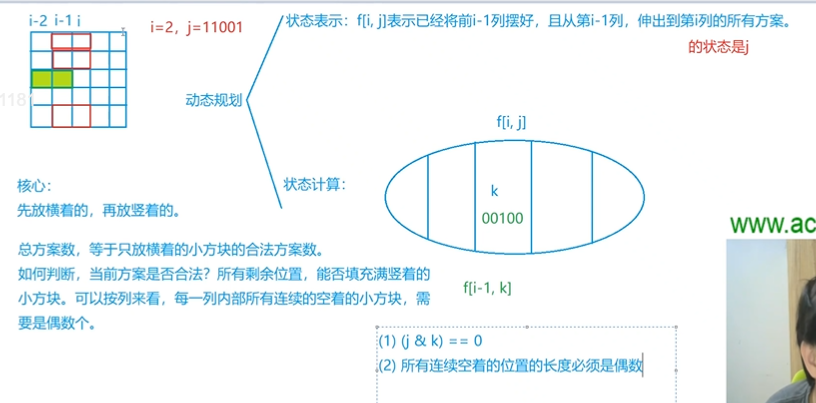 i-2 i-1 i
i=2, j=11001
状态表示：f[i, j]表示已经将前i-1列摆好，且从第i-1列，伸出到第i列的所有方案。
的状态是j
动态规划
f[i, j]
状态计算：
k
00100
f[i-1, k]
核心：
先放横着的，再放竖着的。
总方案数，等于只放横着的小方块的合法方案数。
如何判断，当前方案是否合法？所有剩余位置，能否填充满竖着的
小方块。可以按列来看，每一列内部所有连续的空着的小方块，需
要是偶数个。
(1) (j & k) == 0
(2) 所有连续空着的位置的长度必须是偶数
www.ac